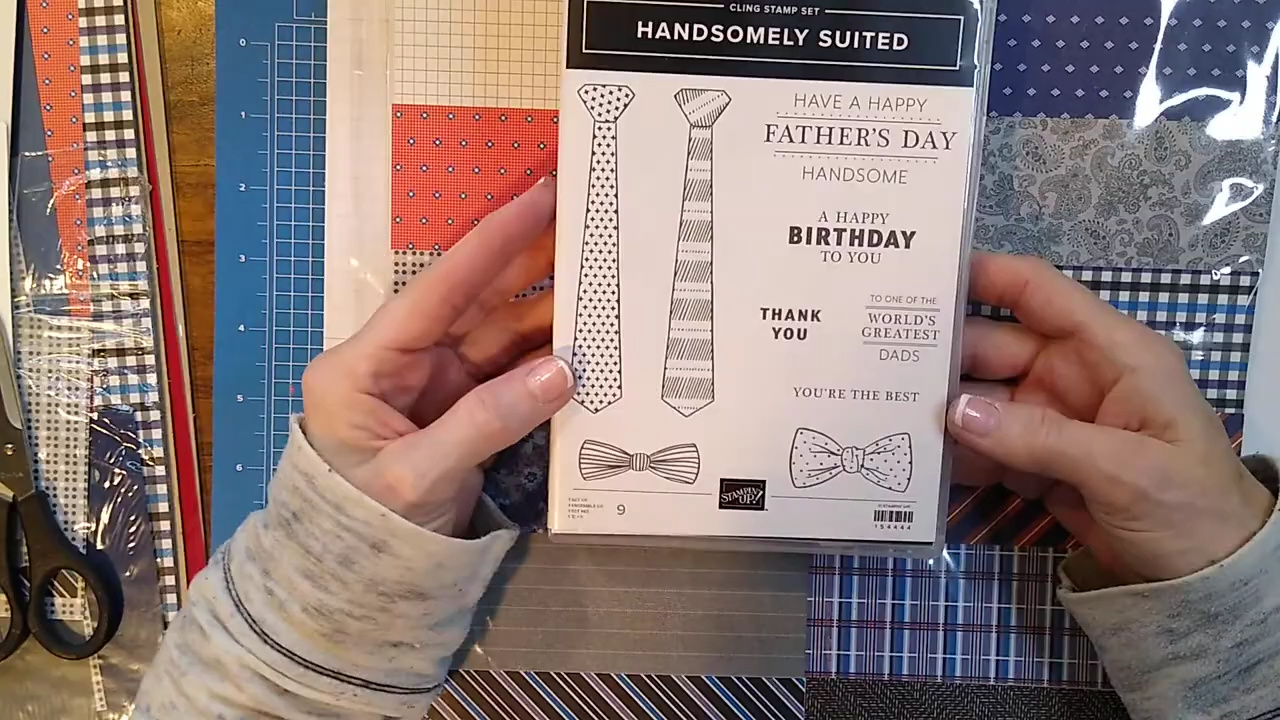 CLING STAMP SET
HANDSOMELY SUITED
HAVE A HAPPY
FATHER'S DAY
HANDSOME
A HAPPY
BIRTHDAY
TO YOU
THANK
YOU
TO ONE OF THE
WORLD'S
GREATEST
DADS
YOU'RE THE BEST
STAMPIN' UP!
9
154444
0
1
2
3
4
5
6